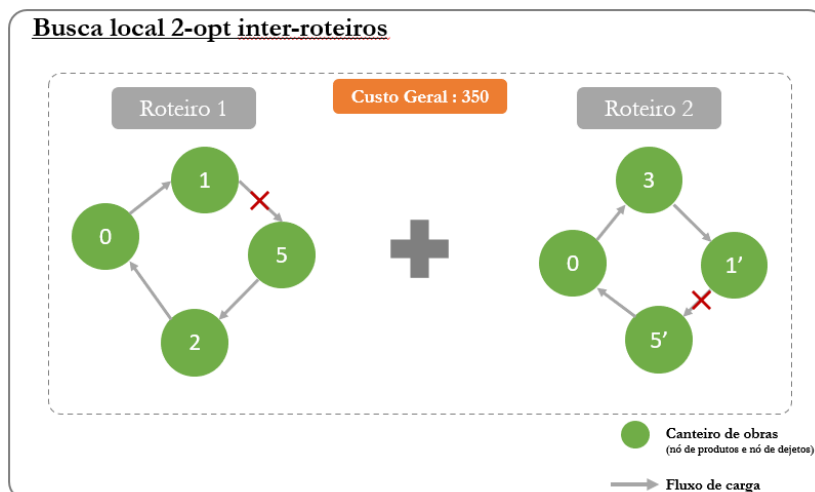 Busca local 2-opt inter-roteiros
Custo Geral : 350
Roteiro 1
Roteiro 2
1
0
5
2
3
0
1’
5’
Canteiro de obras
(nó de produtos e nó de dejetos)
Fluxo de carga